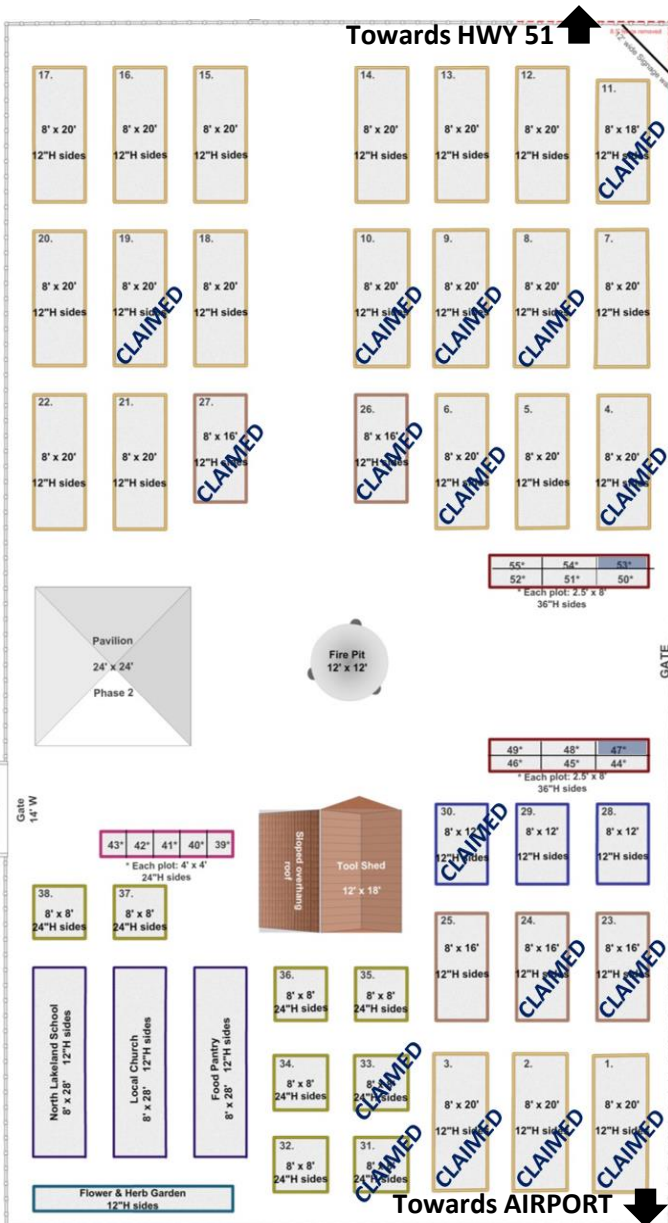 Towards HWY 51
17.
8' x 20'
12"H sides
16.
8' x 20'
12"H sides
15.
8' x 20'
12"H sides
14.
8' x 20'
12"H sides
13.
8' x 20'
12"H sides
12.
8' x 20'
12"H sides
11.
8' x 18'
12"H sides
CLAIMED
20.
8' x 20'
12"H sides
19.
8' x 20'
12"H sides
CLAIMED
18.
8' x 20'
12"H sides
10.
8' x 20'
12"H sides
CLAIMED
9.
8' x 20'
12"H sides
CLAIMED
8.
8' x 20'
12"H sides
CLAIMED
7.
8' x 20'
12"H sides
22.
8' x 20'
12"H sides
21.
8' x 20'
12"H sides
27.
8' x 16'
12"H sides
CLAIMED
26.
8' x 16'
12"H sides
CLAIMED
6.
8' x 20'
12"H sides
CLAIMED
5.
8' x 20'
12"H sides
4.
8' x 20'
12"H sides
CLAIMED
55* 54* 53*
52* 51* 50*
* Each plot: 2.5' x 8'
36"H sides
Pavilion
24' x 24'
Phase 2
Fire Pit
12' x 12'
GATE
49* 48* 47*
46* 45* 44*
* Each plot: 2.5' x 8'
36"H sides
Gate
14' W
43* 42* 41* 40* 39*
* Each plot: 4' x 4'
24"H sides
Sloped overhang
roof
Tool Shed
12' x 18'
30.
8' x 12'
12"H sides
CLAIMED
29.
8' x 12'
12"H sides
28.
8' x 12'
12"H sides
38.
8' x 8'
24"H sides
37.
8' x 8'
24"H sides
25.
8' x 16'
12"H sides
24.
8' x 16'
12"H sides
CLAIMED
23.
8' x 16'
12"H sides
CLAIMED
North Lakeland School
8' x 28' 12"H sides
Local Church
8' x 28' 12"H sides
Food Pantry
8' x 28' 12"H sides
36.
8' x 8'
24"H sides
35.
8' x 8'
24"H sides
34.
8' x 8'
24"H sides
33.
8' x 8'
24"H sides
CLAIMED
32.
8' x 8'
24"H sides
31.
8' x 8'
24"H sides
CLAIMED
3.
8' x 20'
12"H sides
CLAIMED
2.
8' x 20'
12"H sides
CLAIMED
1.
8' x 20'
12"H sides
CLAIMED
Flower & Herb Garden
12"H sides
Towards AIRPORT